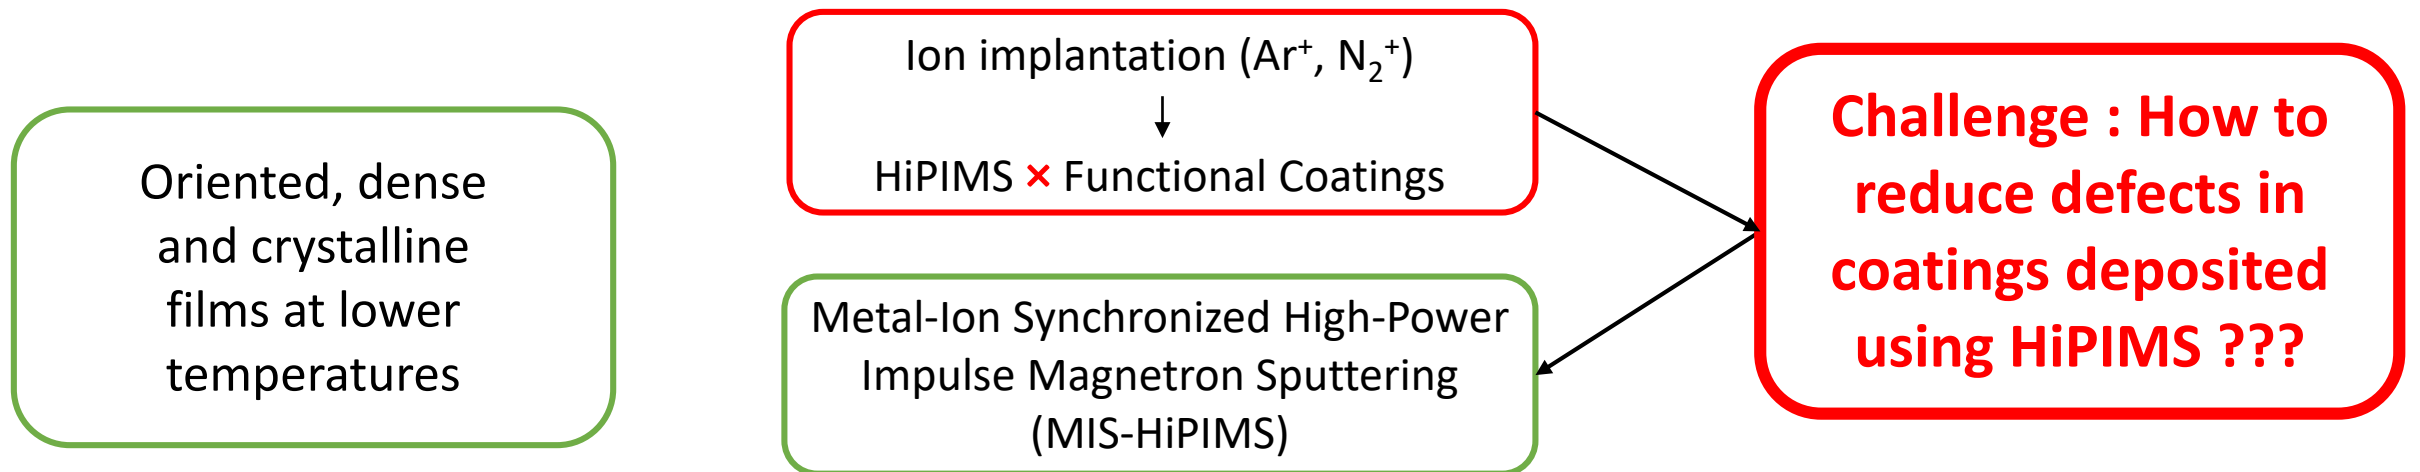 Oriented, dense
and crystalline
films at lower
temperatures
Ion implantation (Ar⁺, N₂⁺)
↓
HiPIMS × Functional Coatings
Metal-Ion Synchronized High-Power
Impulse Magnetron Sputtering
(MIS-HiPIMS)
Challenge : How to
reduce defects in
coatings deposited
using HiPIMS ???